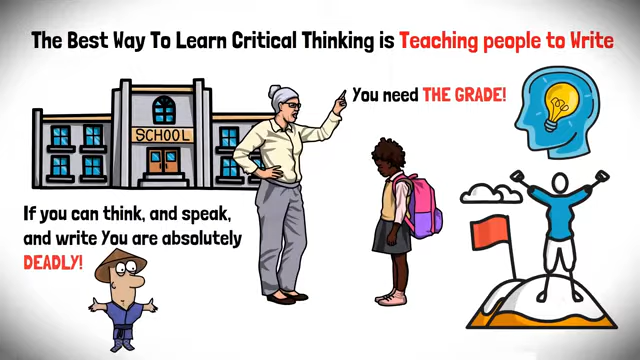 The Best Way To Learn Critical Thinking is Teaching people to Write
You need THE GRADE!
SCHOOL
If you can think, and speak,
and write You are absolutely
DEADLY!